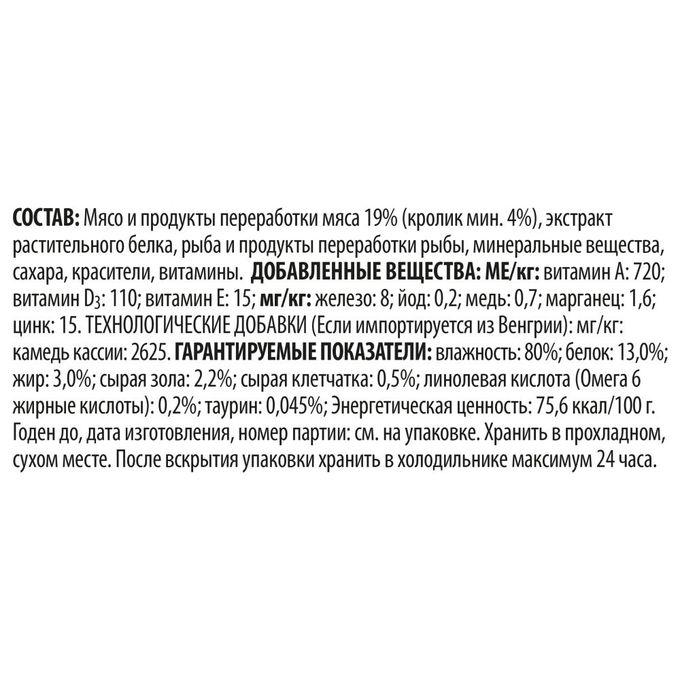 СОСТАВ: Мясо и продукты переработки мяса 19% (кролик мин. 4%), экстракт
растительного белка, рыба и продукты переработки рыбы, минеральные вещества,
сахара, красители, витамины. ДОБАВЛЕННЫЕ ВЕЩЕСТВА: МЕ/кг: витамин А: 720;
витамин D3: 110; витамин Е: 15; мг/кг: железо: 8; йод: 0,2; медь: 0,7; марганец: 1,6;
цинк: 15. ТЕХНОЛОГИЧЕСКИЕ ДОБАВКИ (Если импортируется из Венгрии): мг/кг:
камедь кассии: 2625. ГАРАНТИРУЕМЫЕ ПОКАЗАТЕЛИ: влажность: 80%; белок: 13,0%;
жир: 3,0%; сырая зола: 2,2%; сырая клетчатка: 0,5%; линолевая кислота (Омега 6
жирные кислоты): 0,2%; таурин: 0,045%; Энергетическая ценность: 75,6 ккал/100 г.
Годен до, дата изготовления, номер партии: см. на упаковке. Хранить в прохладном,
сухом месте. После вскрытия упаковки хранить в холодильнике максимум 24 часа.